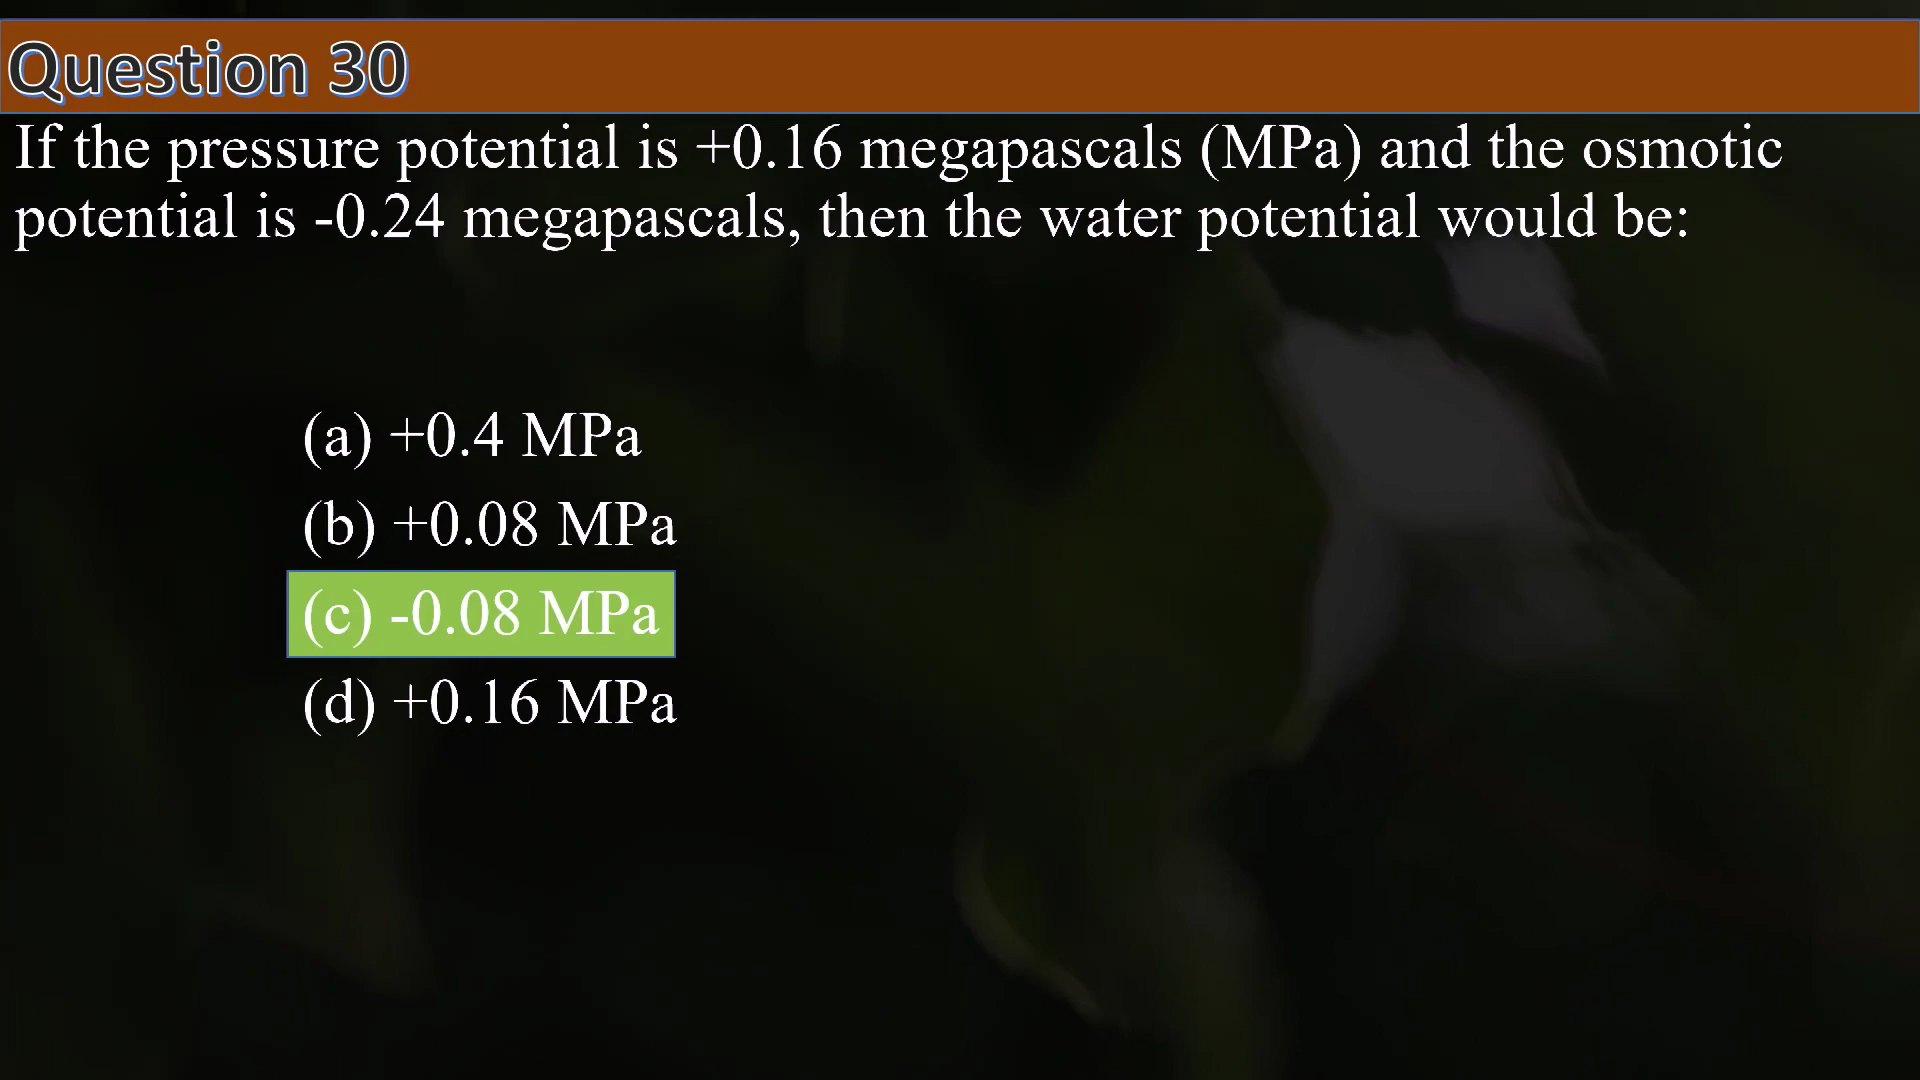 Question 30
If the pressure potential is +0.16 megapascals (MPa) and the osmotic
potential is -0.24 megapascals, then the water potential would be:
(a) +0.4 MPa
(b) +0.08 MPa
(c) -0.08 MPa
(d) +0.16 MPa